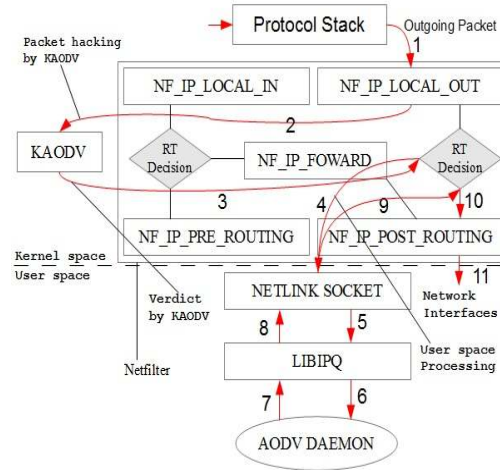 Protocol Stack
Outgoing Packet
1
Packet hacking
by KAODV
NF_IP_LOCAL_IN
NF_IP_LOCAL_OUT
2
KAODV
RT
Decision
NF_IP_FOWARD
RT
Decision
3
4
9
10
NF_IP_PRE_ROUTING
NF_IP_POST_ROUTING
Kernel space
User space
11
NETLINK SOCKET
Network
Interfaces
Verdict
by KAODV
8
5
User space
Processing
Netfilter
LIBIPQ
7
6
AODV DAEMON